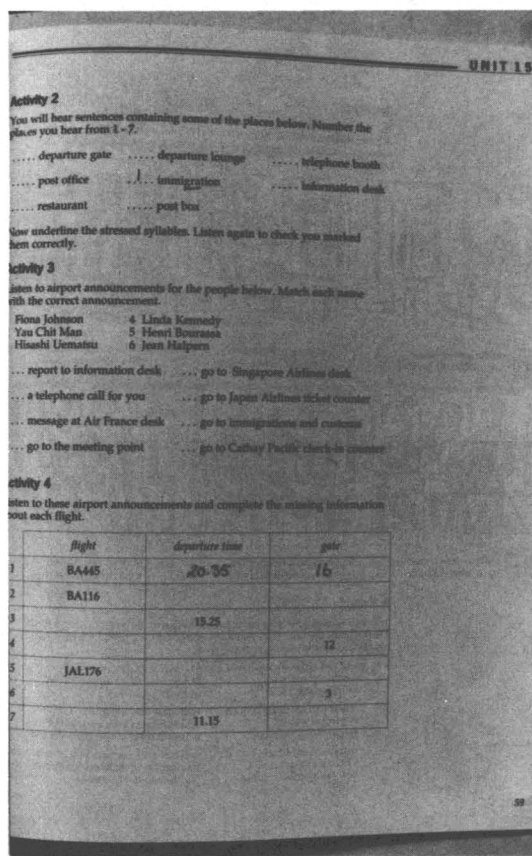 UNIT 15
Activity 2
You will hear sentences containing some of the places below. Number the
places you hear from 1 – 7.
..... departure gate ..... departure lounge ..... telephone booth
..... post office ..1.. immigration ..... information desk
..... restaurant ..... post box
Now underline the stressed syllables. Listen again to check you marked
them correctly.
Activity 3
Listen to airport announcements for the people below. Match each name
with the correct announcement.
Fiona Johnson 4 Linda Kennedy
Yau Chit Man 5 Henri Bourassa
Hisashi Uematsu 6 Jean Halpern
... report to information desk ... go to Singapore Airlines desk
... a telephone call for you ... go to Japan Airlines ticket counter
... message at Air France desk ... go to immigrations and customs
... go to the meeting point ... go to Cathay Pacific check-in counter
Activity 4
Listen to these airport announcements and complete the missing information
about each flight.
flight departure time gate
1 BA445 20.35 16
2 BA116
3 15.25
4 12
5 JAL176
6 3
7 11.15
59